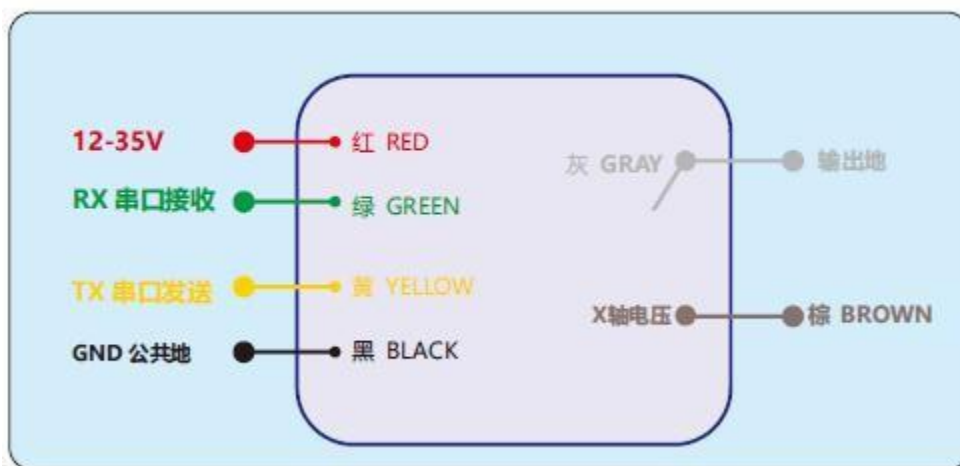 12-35V 红 RED
RX 串口接收 绿 GREEN
TX 串口发送 黄 YELLOW
GND 公共地 黑 BLACK
灰 GRAY 输出地
X轴电压 棕 BROWN